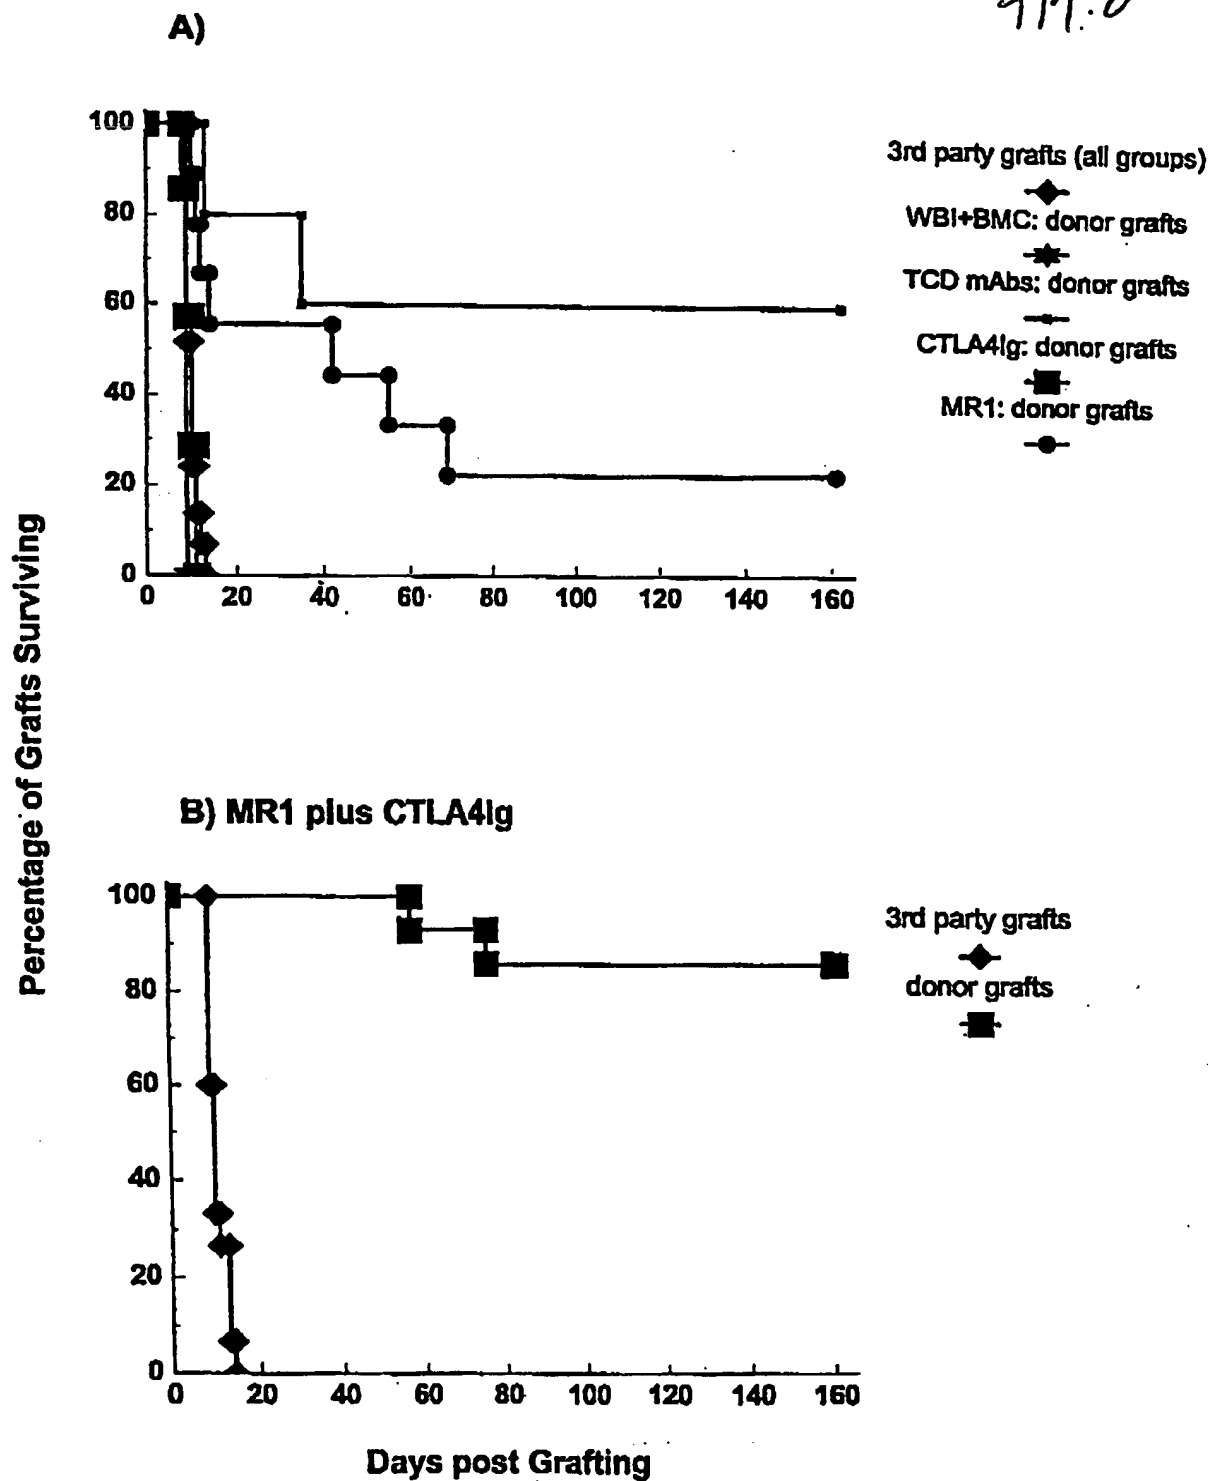 A)
100
80
60
40
20
0
0 20 40 60 80 100 120 140 160
3rd party grafts (all groups)
WBI+BMC: donor grafts
TCD mAbs: donor grafts
CTLA4Ig: donor grafts
MR1: donor grafts
Percentage of Grafts Surviving
B) MR1 plus CTLA4Ig
100
80
60
40
20
0
0 20 40 60 80 100 120 140 160
3rd party grafts
donor grafts
Days post Grafting